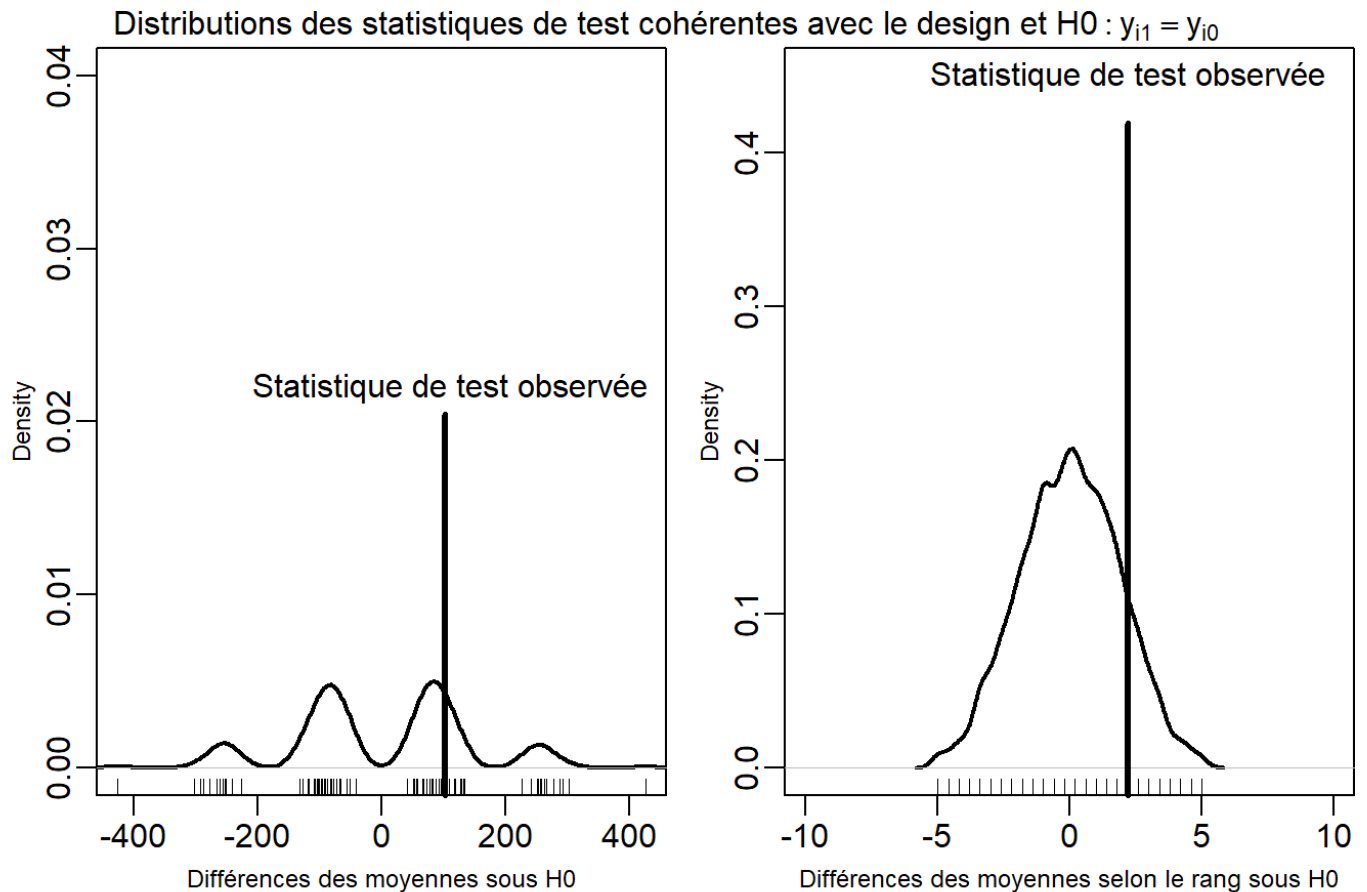 Distributions des statistiques de test cohérentes avec le design et H0 : yi1 = yi0
Statistique de test observée
Density
0.00
0.01
0.02
0.03
0.04
-400
-200
0
200
400
Différences des moyennes sous H0
Statistique de test observée
Density
0.0
0.1
0.2
0.3
0.4
-10
-5
0
5
10
Différences des moyennes selon le rang sous H0